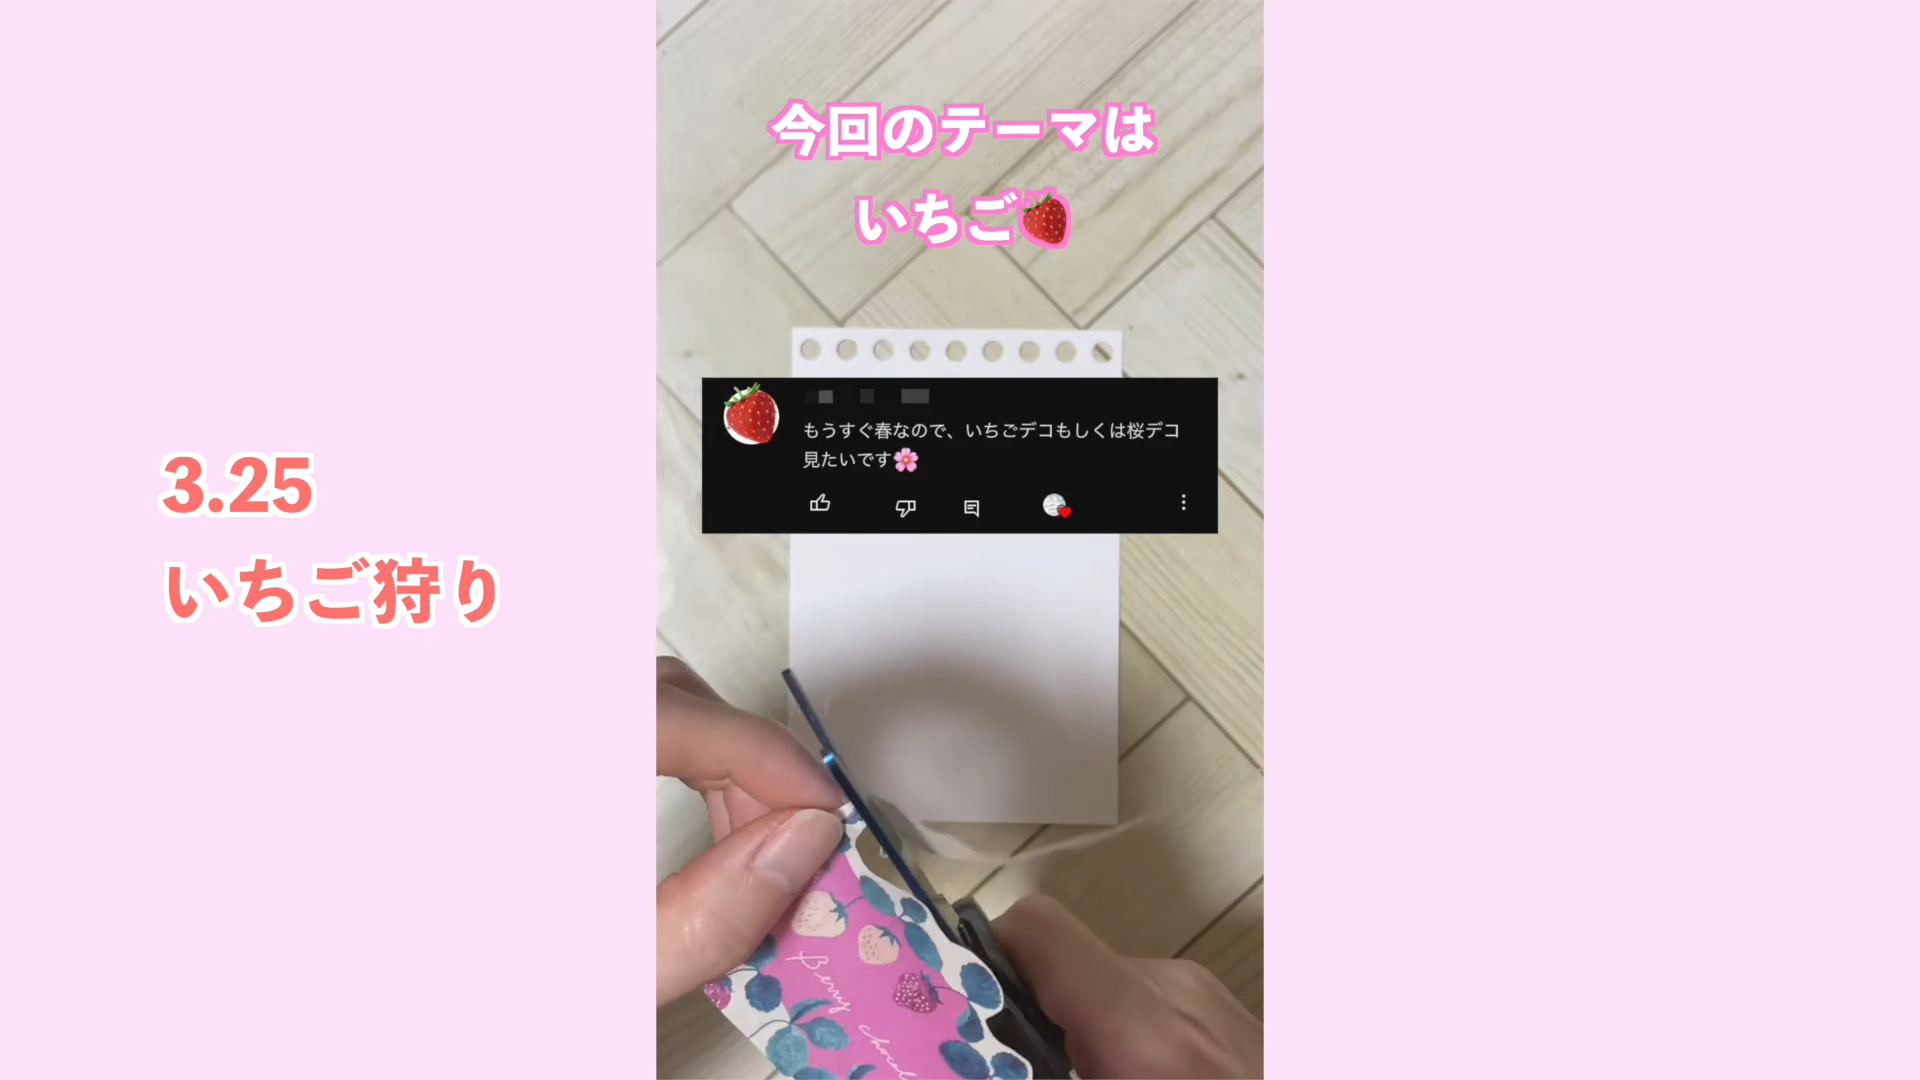 今回のテーマは
いちご🍓
もうすぐ春なので、いちごデコもしくは桜デコ
見たいです🌸
3.25
いちご狩り
Berry